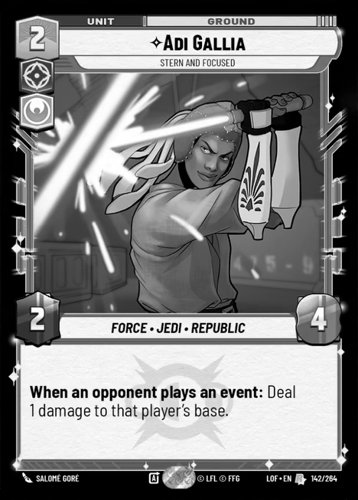 UNIT
GROUND
2
✧ADI GALLIA
STERN AND FOCUSED
2
FORCE • JEDI • REPUBLIC
4
When an opponent plays an event: Deal
1 damage to that player's base.
SALOMÉ GORÉ
A
© LFL © FFG
LOF • EN
142/264